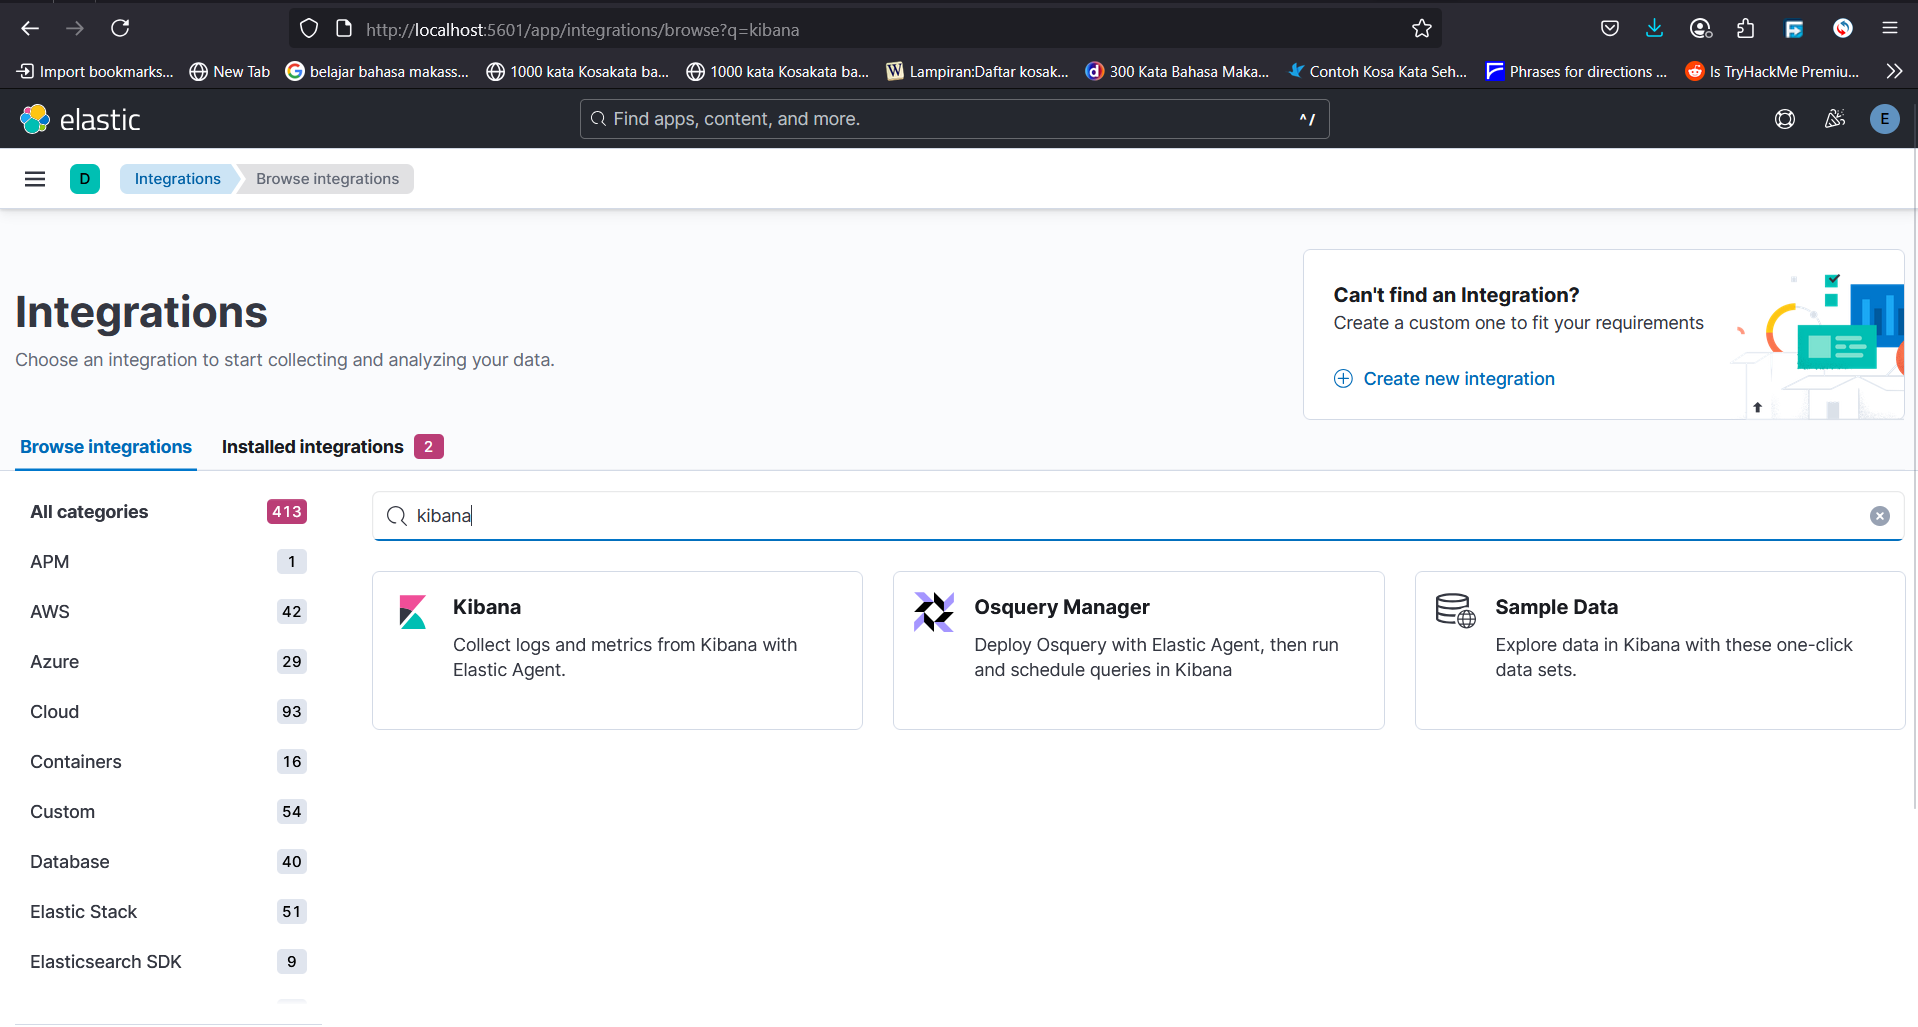 http://localhost:5601/app/integrations/browse?q=kibana
Import bookmarks...
New Tab
belajar bahasa makass...
1000 kata Kosakata ba...
1000 kata Kosakata ba...
Lampiran:Daftar kosak...
300 Kata Bahasa Maka...
Contoh Kosa Kata Seh...
Phrases for directions ...
Is TryHackMe Premiu...
elastic
Find apps, content, and more.
^/
E
D
Integrations
Browse integrations
Integrations
Choose an integration to start collecting and analyzing your data.
Can't find an Integration?
Create a custom one to fit your requirements
Create new integration
Browse integrations
Installed integrations 2
All categories 413
APM 1
AWS 42
Azure 29
Cloud 93
Containers 16
Custom 54
Database 40
Elastic Stack 51
Elasticsearch SDK 9
kibana
Kibana
Collect logs and metrics from Kibana with
Elastic Agent.
Osquery Manager
Deploy Osquery with Elastic Agent, then run
and schedule queries in Kibana
Sample Data
Explore data in Kibana with these one-click
data sets.